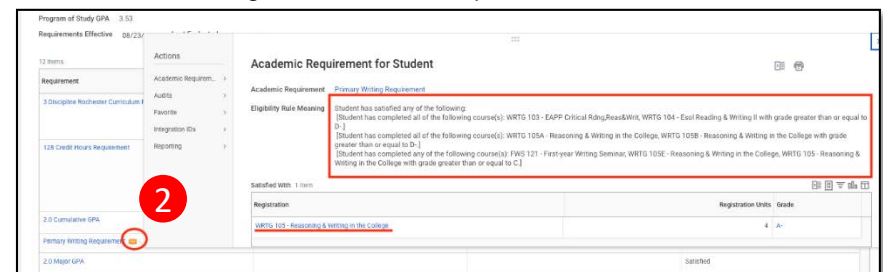 Program of Study GPA 3.53
Requirements Effective 08/23/
12 items
Requirement
3 Discipline Rochester Curriculum
128 Credit Hours Requirement
2.0 Cumulative GPA
Primary Writing Requirement
2.0 Major GPA
Actions
Academic Requirem...
Audits
Favorite
Integration IDs
Reporting
2
Academic Requirement for Student
Academic Requirement Primary Writing Requirement
Eligibility Rule Meaning Student has satisfied any of the following:
[Student has completed all of the following course(s): WRTG 103 - EAPP Critical Rdng,Reas&Writ, WRTG 104 - Essl Reading & Writing II with grade greater than or equal to
D-.]
[Student has completed all of the following course(s): WRTG 105A - Reasoning & Writing in the College, WRTG 105B - Reasoning & Writing in the College with grade
greater than or equal to D-.]
[Student has completed any of the following course(s): FWS 121 - First-year Writing Seminar, WRTG 105E - Reasoning & Writing in the College, WRTG 105 - Reasoning &
Writing in the College with grade greater than or equal to C.]
Satisfied With 1 item
Registration Registration Units Grade
WRTG 105 - Reasoning & Writing in the College 4 A-
Satisfied